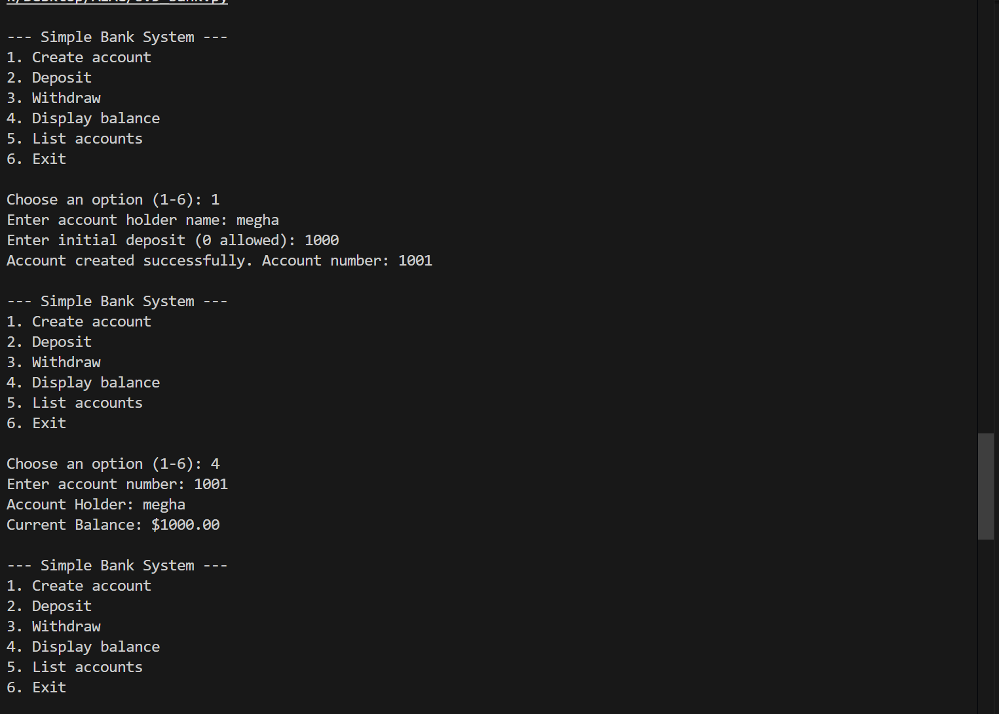 --- Simple Bank System ---
1. Create account
2. Deposit
3. Withdraw
4. Display balance
5. List accounts
6. Exit
Choose an option (1-6): 1
Enter account holder name: megha
Enter initial deposit (0 allowed): 1000
Account created successfully. Account number: 1001
--- Simple Bank System ---
1. Create account
2. Deposit
3. Withdraw
4. Display balance
5. List accounts
6. Exit
Choose an option (1-6): 4
Enter account number: 1001
Account Holder: megha
Current Balance: $1000.00
--- Simple Bank System ---
1. Create account
2. Deposit
3. Withdraw
4. Display balance
5. List accounts
6. Exit